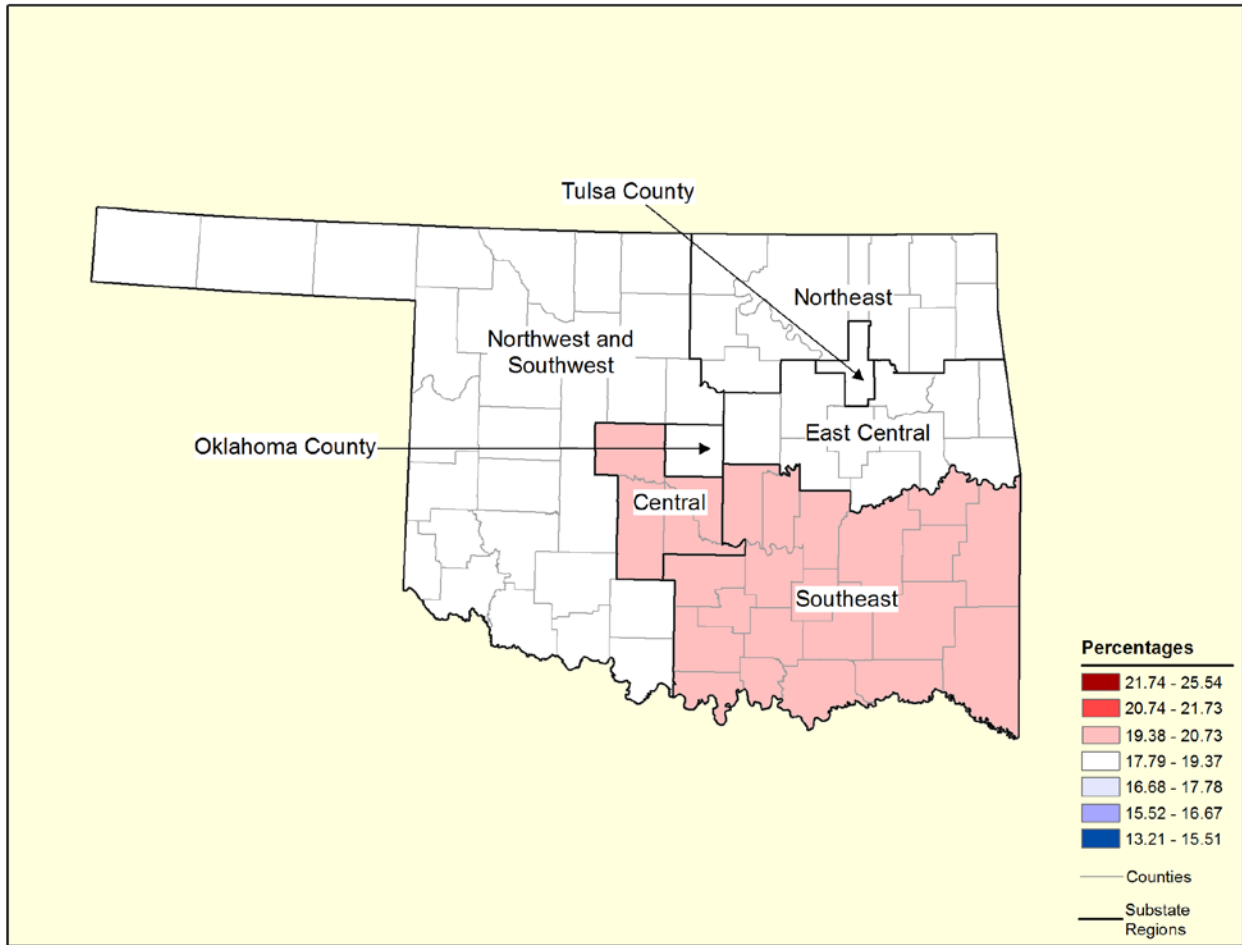 Tulsa County
Northeast
Northwest and
Southwest
Oklahoma County
East Central
Central
Southeast
Percentages
21.74 - 25.54
20.74 - 21.73
19.38 - 20.73
17.79 - 19.37
16.68 - 17.78
15.52 - 16.67
13.21 - 15.51
Counties
Substate
Regions